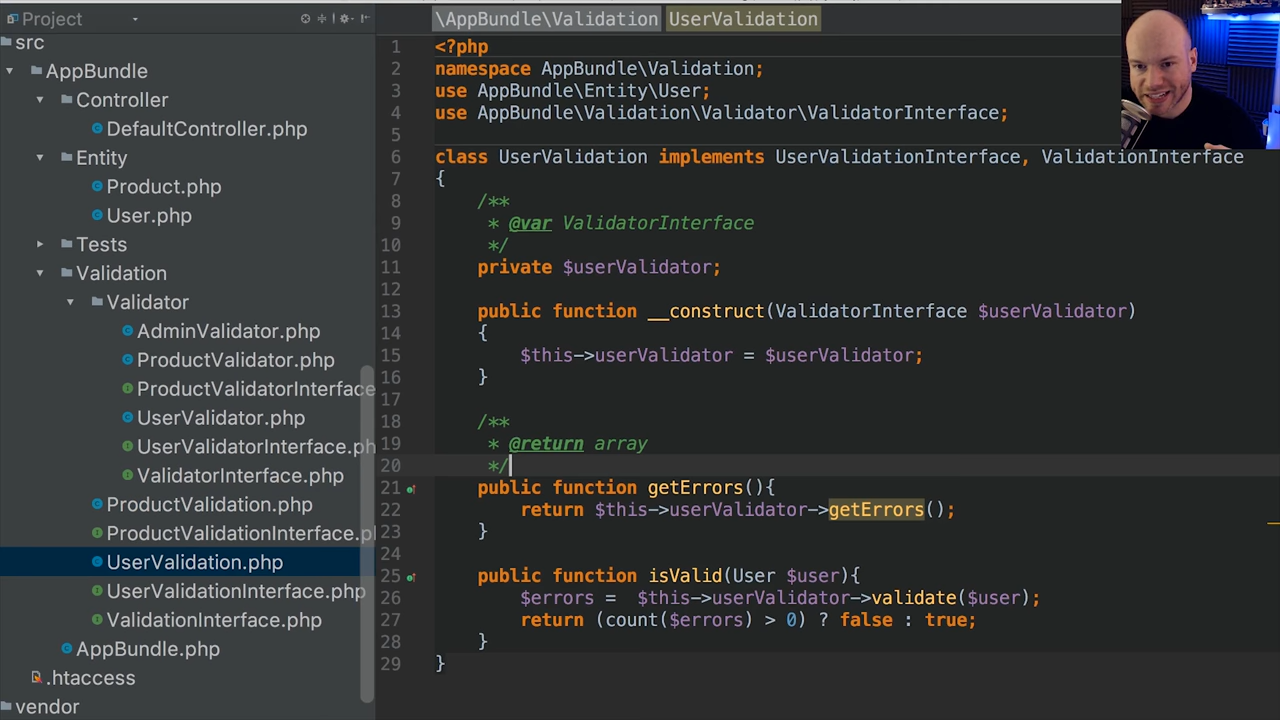 Project
src
AppBundle
Controller
DefaultController.php
Entity
Product.php
User.php
Tests
Validation
Validator
AdminValidator.php
ProductValidator.php
ProductValidatorInterface
UserValidator.php
UserValidatorInterface.ph
ValidatorInterface.php
ProductValidation.php
ProductValidationInterface.p
UserValidation.php
UserValidationInterface.php
ValidationInterface.php
AppBundle.php
.htaccess
vendor
\AppBundle\Validation UserValidation
1 <?php
2 namespace AppBundle\Validation;
3 use AppBundle\Entity\User;
4 use AppBundle\Validation\Validator\ValidatorInterface;
5
6 class UserValidation implements UserValidationInterface, ValidationInterface
7 {
8 /**
9 * @var ValidatorInterface
10 */
11 private $userValidator;
12
13 public function __construct(ValidatorInterface $userValidator)
14 {
15 $this->userValidator = $userValidator;
16 }
17
18 /**
19 * @return array
20 */
21 public function getErrors(){
22 return $this->userValidator->getErrors();
23 }
24
25 public function isValid(User $user){
26 $errors = $this->userValidator->validate($user);
27 return (count($errors) > 0) ? false : true;
28 }
29 }